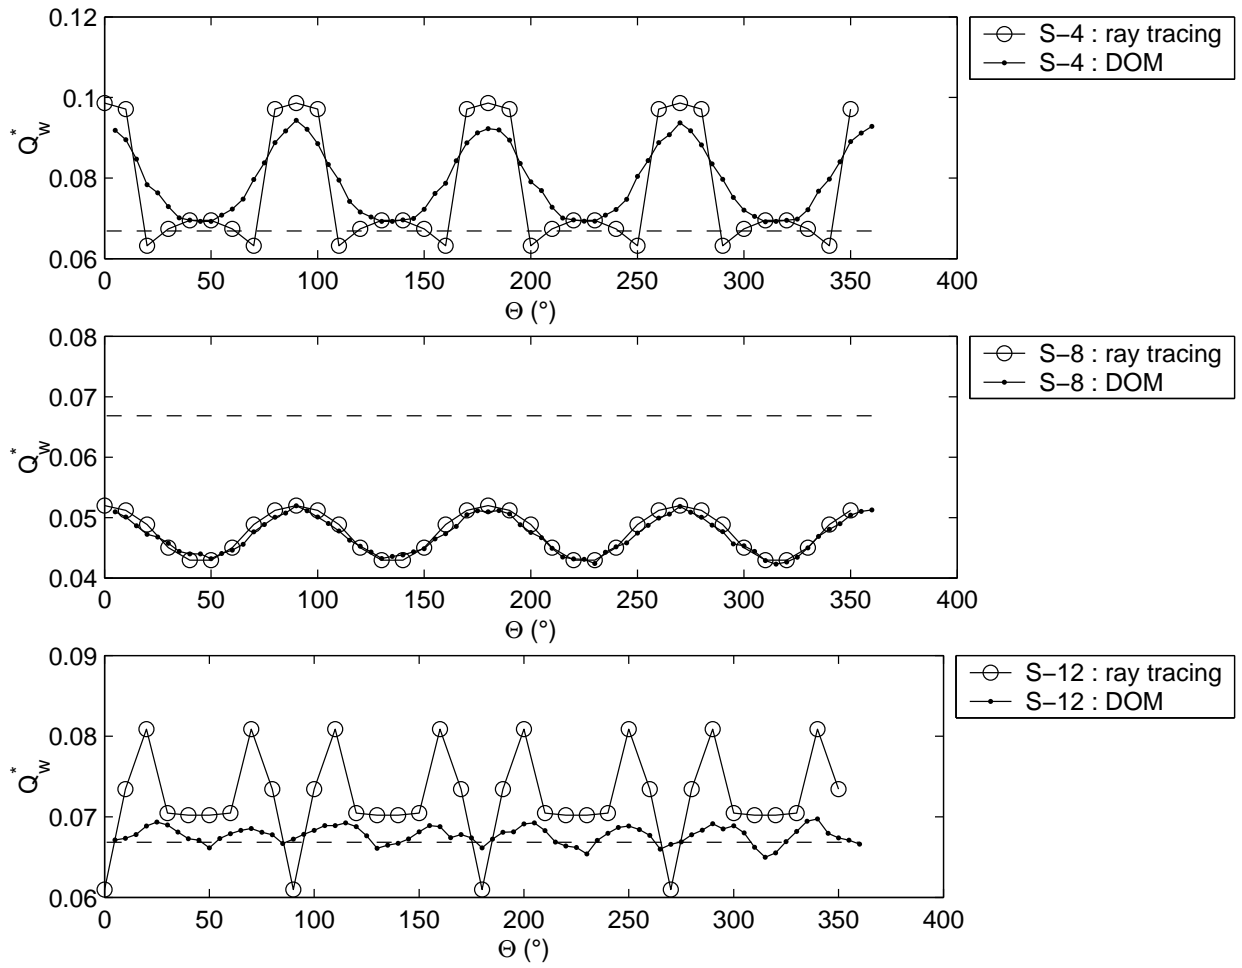 0.12
0.1
0.08
0.06
Q*w
0 50 100 150 200 250 300 350 400
Θ (°)
S−4 : ray tracing
S−4 : DOM
0.08
0.07
0.06
0.05
0.04
Q*w
0 50 100 150 200 250 300 350 400
Θ (°)
S−8 : ray tracing
S−8 : DOM
0.09
0.08
0.07
0.06
Q*w
0 50 100 150 200 250 300 350 400
Θ (°)
S−12 : ray tracing
S−12 : DOM